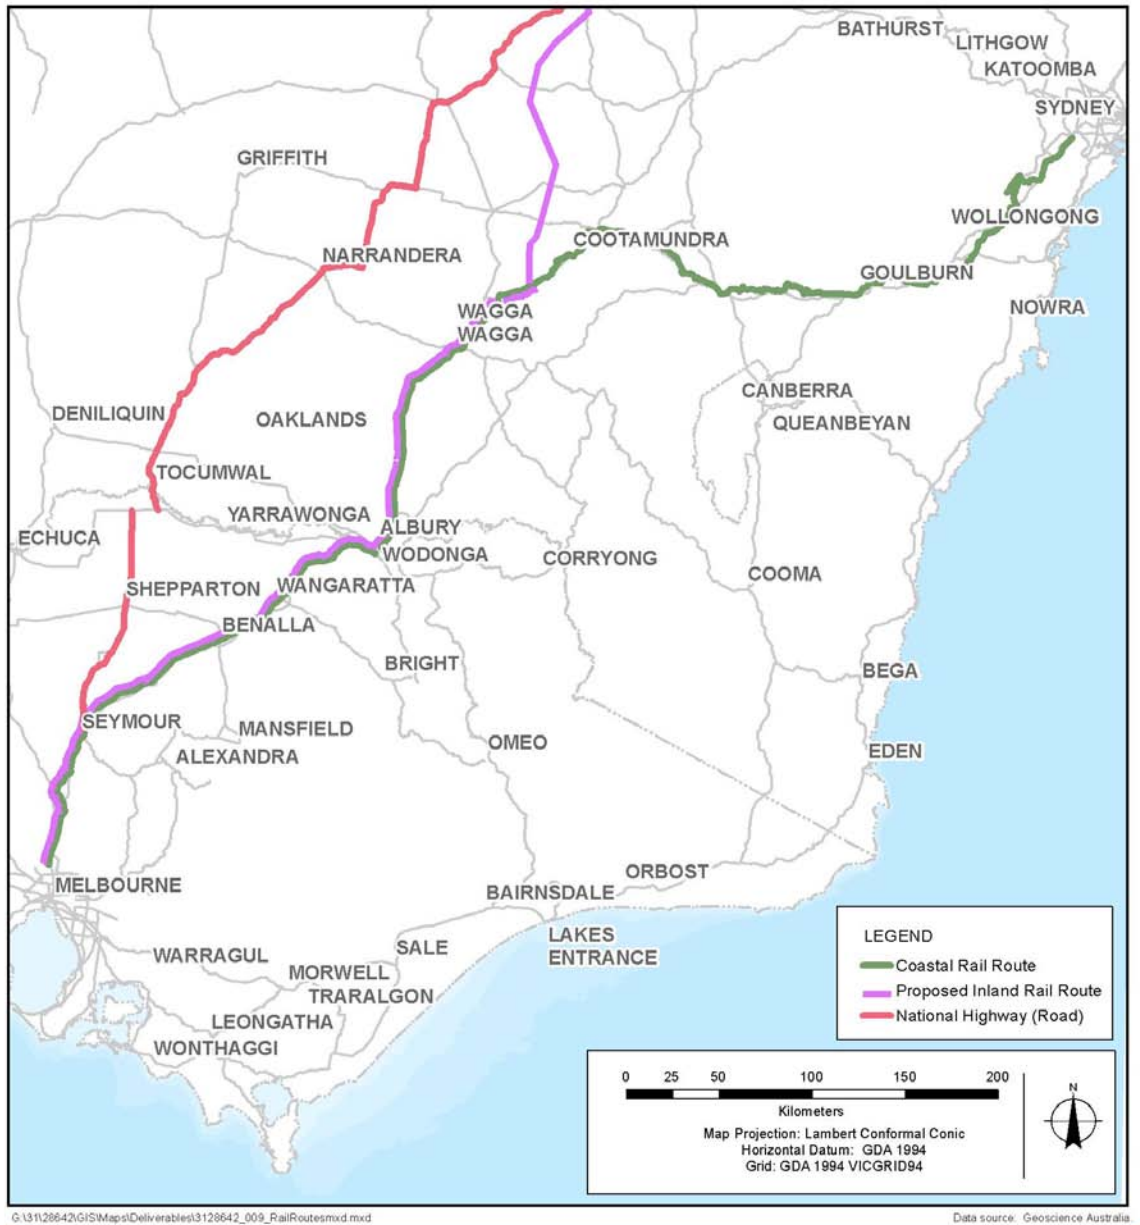 BATHURST
LITHGOW
KATOOMBA
SYDNEY
GRIFFITH
WOLLONGONG
COOTAMUNDRA
NARRANDERA
GOULBURN
NOWRA
WAGGA
WAGGA
CANBERRA
DENILIQUIN
OAKLANDS
QUEANBEYAN
TOCUMWAL
YARRAWONGA
ALBURY
ECHUCA
WODONGA
CORRYONG
COOMA
SHEPPARTON
WANGARATTA
BENALLA
BRIGHT
BEGA
SEYMOUR
MANSFIELD
OMEO
EDEN
ALEXANDRA
ORBOST
MELBOURNE
BAIRNSDALE
LAKES
ENTRANCE
SALE
WARRAGUL
MORWELL
TRARALGON
LEONGATHA
WONTHAGGI
LEGEND
Coastal Rail Route
Proposed Inland Rail Route
National Highway (Road)
0 25 50 100 150 200
Kilometers
Map Projection: Lambert Conformal Conic
Horizontal Datum: GDA 1994
Grid: GDA 1994 VICGRID94
N
G:\31\28642\GIS\Maps\Deliverables\3128642_009_RailRoutesmxd.mxd
Data source: Geoscience Australia